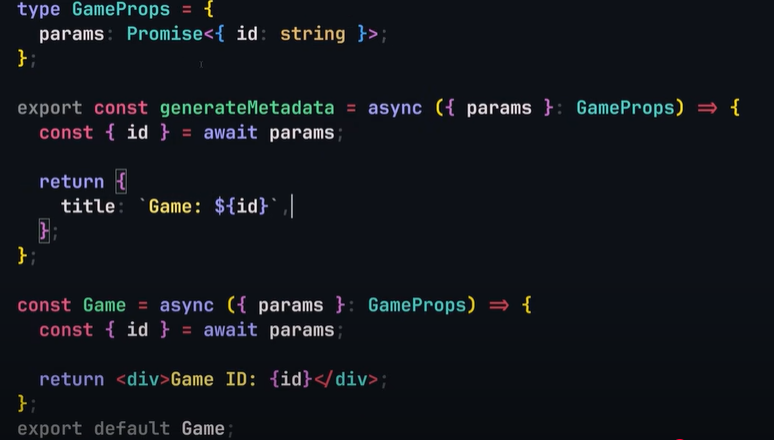 type GameProps = {
  params: Promise<{ id: string }>;
};
export const generateMetadata = async ({ params }: GameProps) => {
  const { id } = await params;
  return {
    title: `Game: ${id}`,
  };
};
const Game = async ({ params }: GameProps) => {
  const { id } = await params;
  return <div>Game ID: {id}</div>;
};
export default Game;